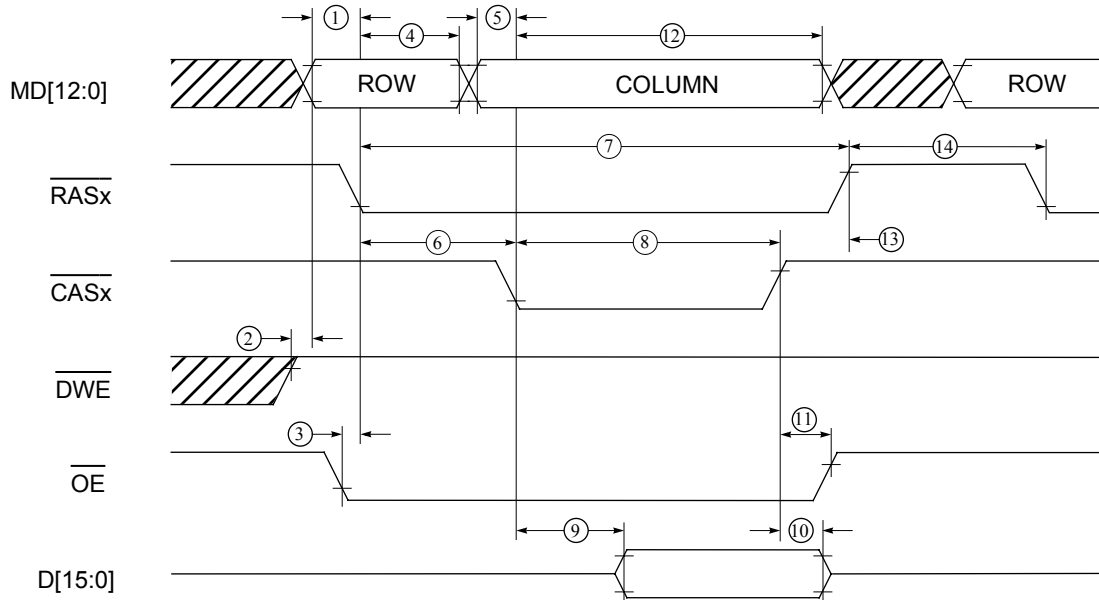 ① ⑤
④ ⑫
MD[12:0] ROW COLUMN ROW
⑦ ⑭
RASx
⑥ ⑧ ⑬
CASx
②
DWE
③ ⑪
OE
⑨ ⑩
D[15:0]